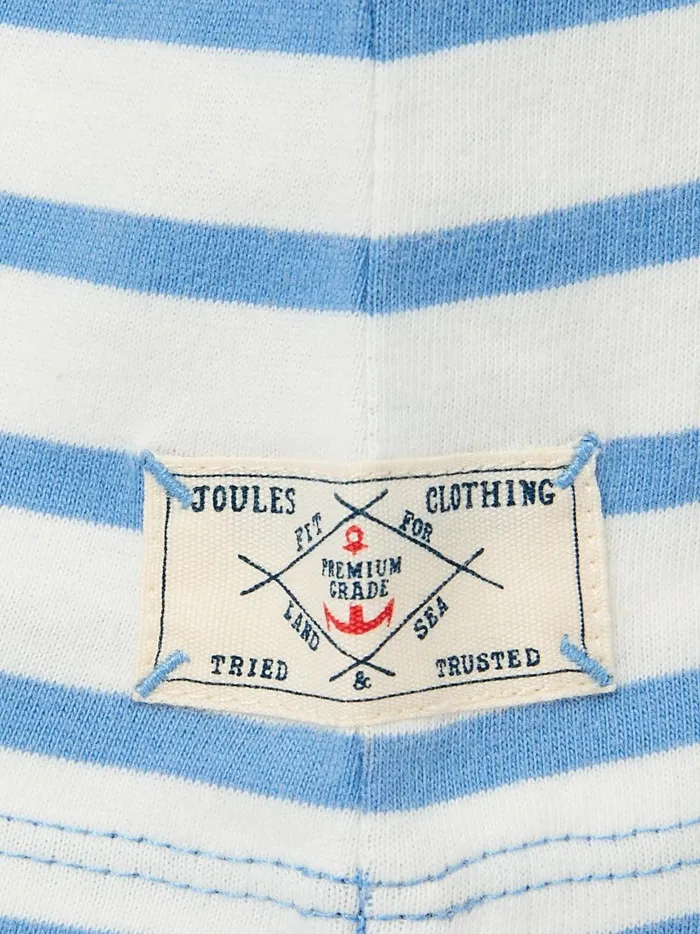 JOULES CLOTHING
FIT FOR
PREMIUM
GRADE
LAND SEA
TRIED & TRUSTED